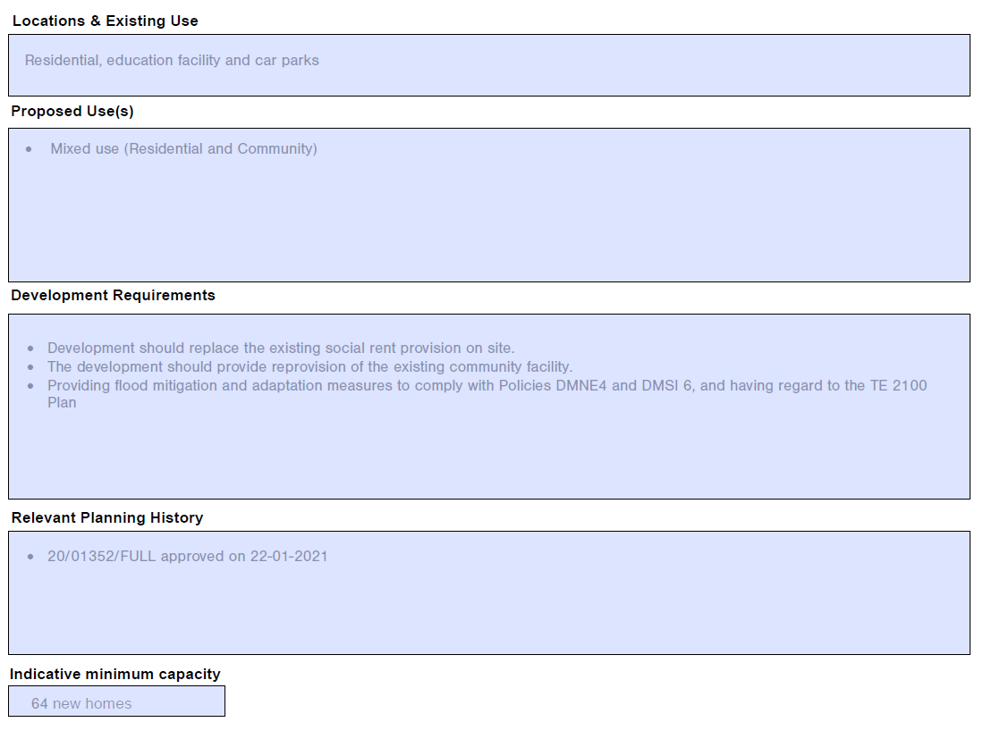 Locations & Existing Use
Residential, education facility and car parks
Proposed Use(s)
• Mixed use (Residential and Community)
Development Requirements
• Development should replace the existing social rent provision on site.
• The development should provide reprovision of the existing community facility.
• Providing flood mitigation and adaptation measures to comply with Policies DMNE4 and DMSI 6, and having regard to the TE 2100
Plan
Relevant Planning History
• 20/01352/FULL approved on 22-01-2021
Indicative minimum capacity
64 new homes